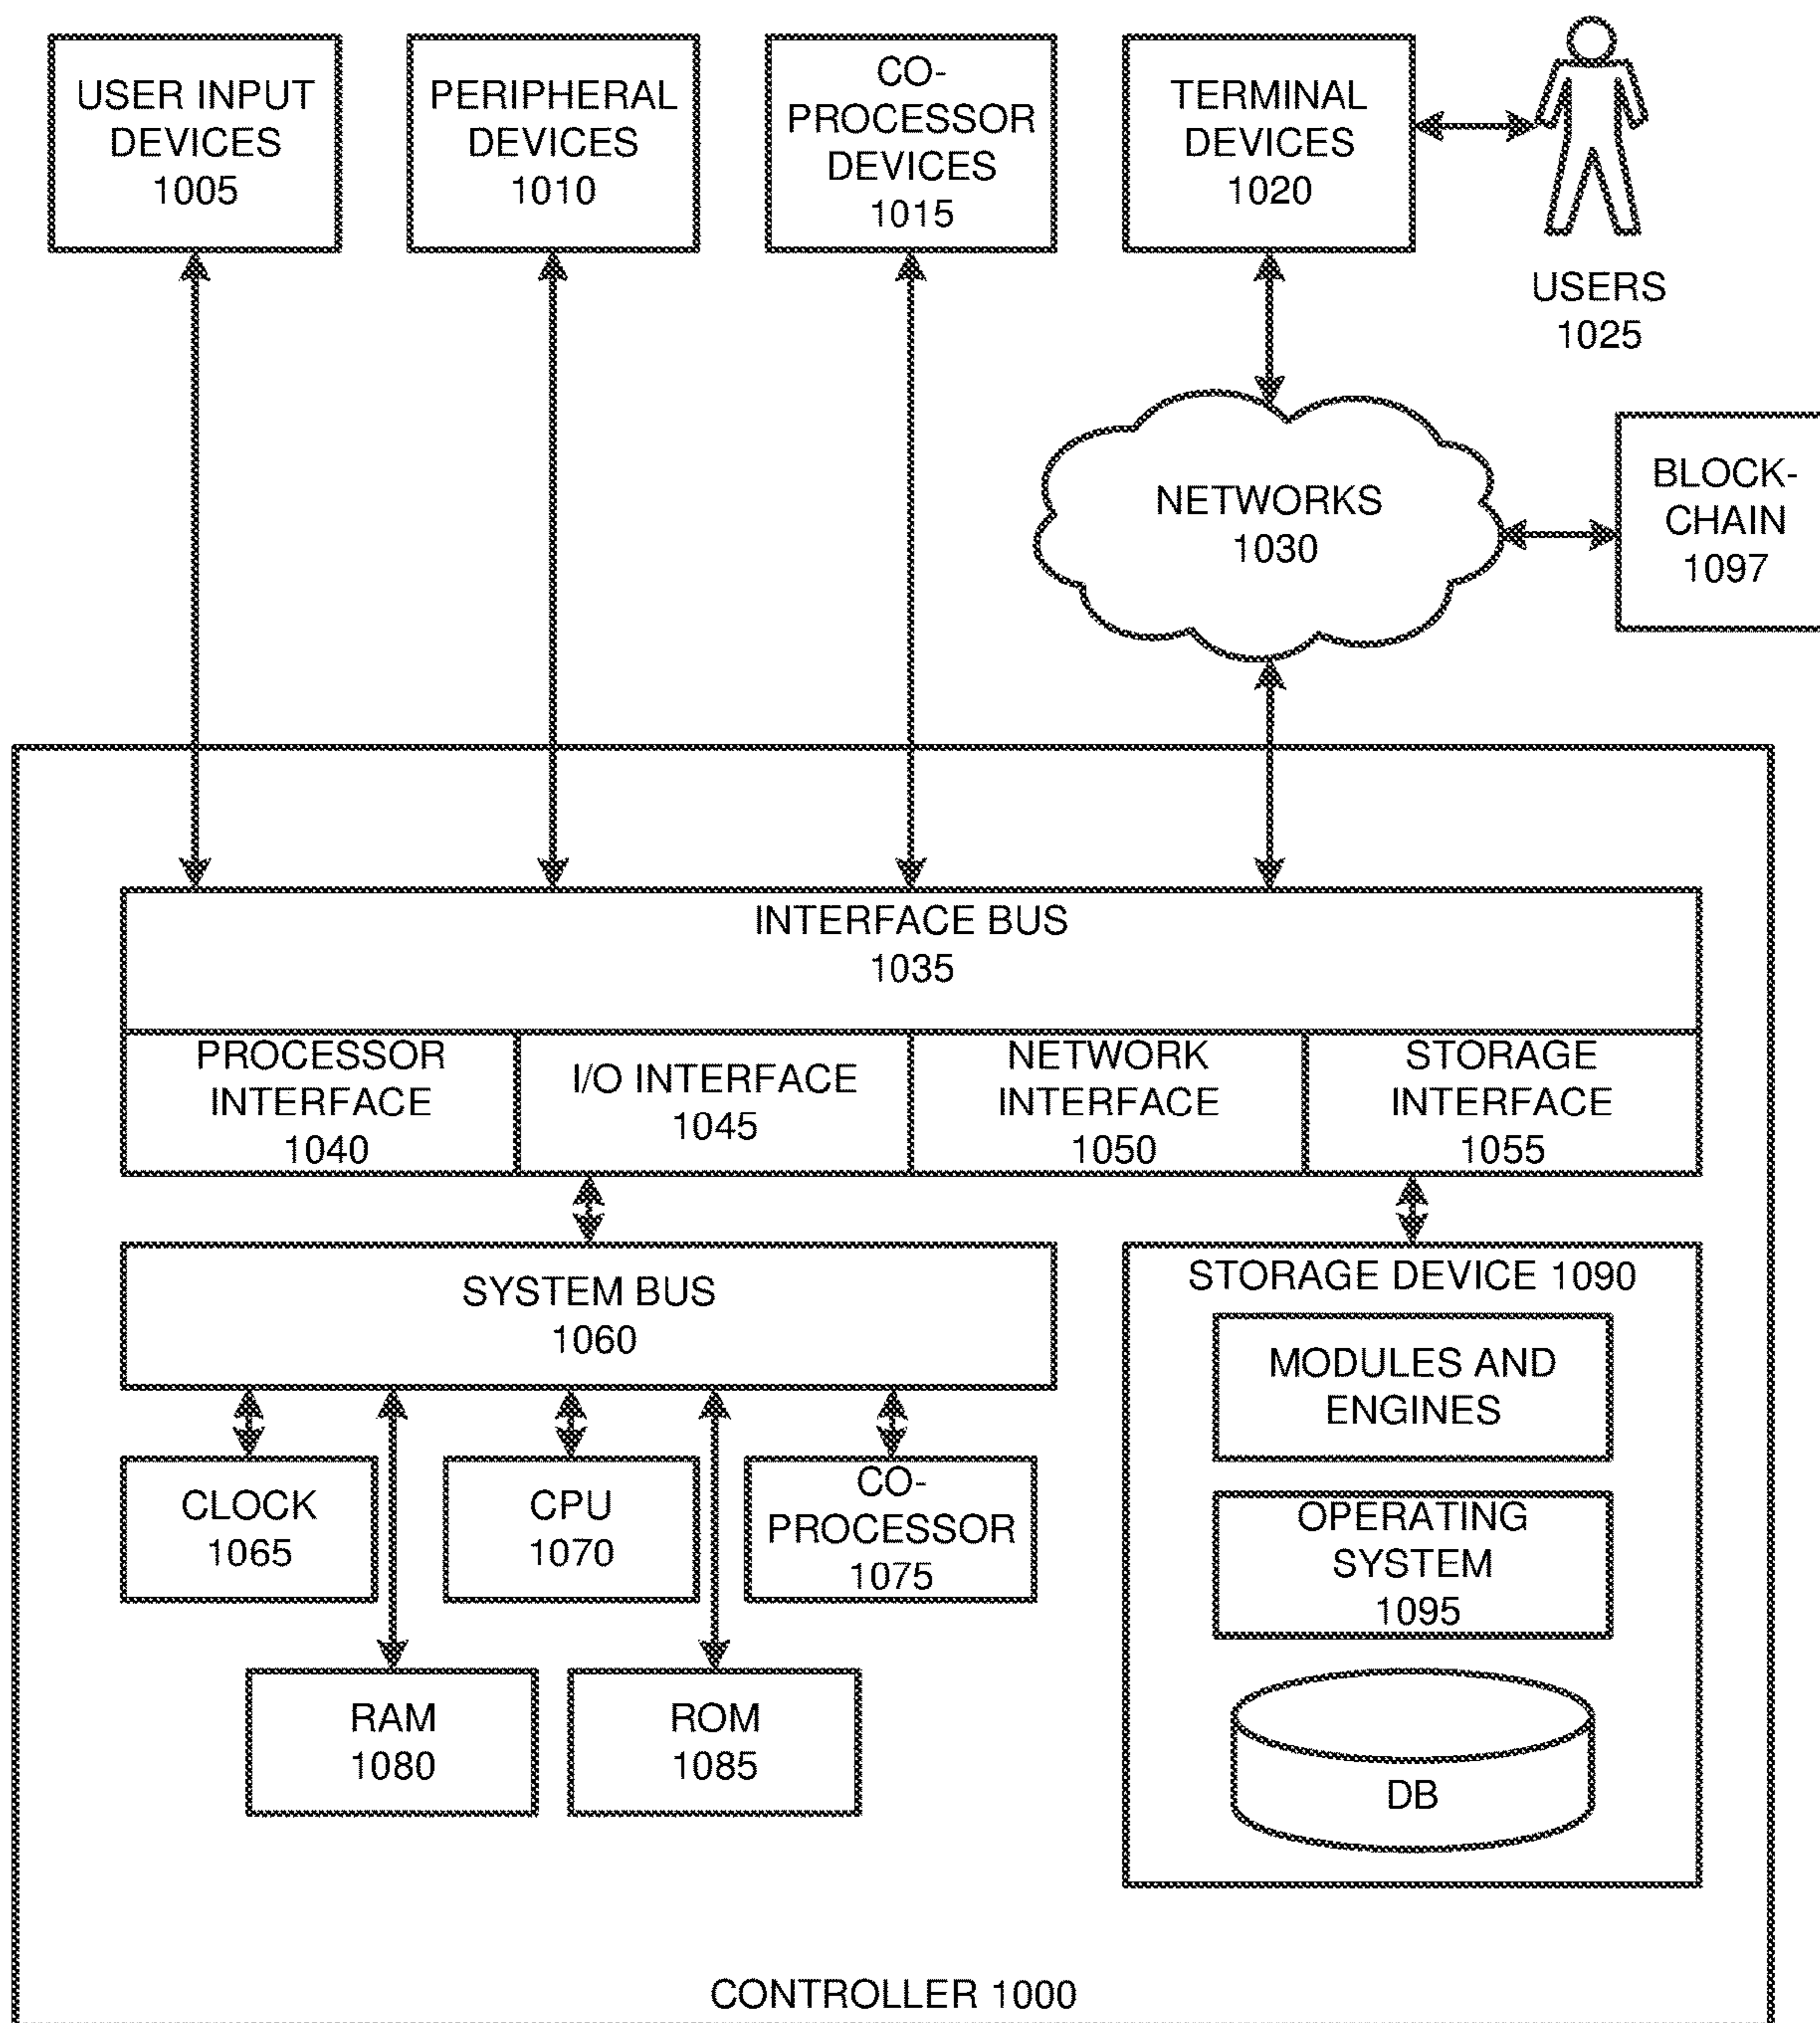 USER INPUT
DEVICES
1005
PERIPHERAL
DEVICES
1010
CO-
PROCESSOR
DEVICES
1015
TERMINAL
DEVICES
1020
USERS
1025
NETWORKS
1030
BLOCK-
CHAIN
1097
INTERFACE BUS
1035
PROCESSOR
INTERFACE
1040
I/O INTERFACE
1045
NETWORK
INTERFACE
1050
STORAGE
INTERFACE
1055
SYSTEM BUS
1060
CLOCK
1065
CPU
1070
CO-
PROCESSOR
1075
RAM
1080
ROM
1085
STORAGE DEVICE 1090
MODULES AND
ENGINES
OPERATING
SYSTEM
1095
DB
CONTROLLER 1000